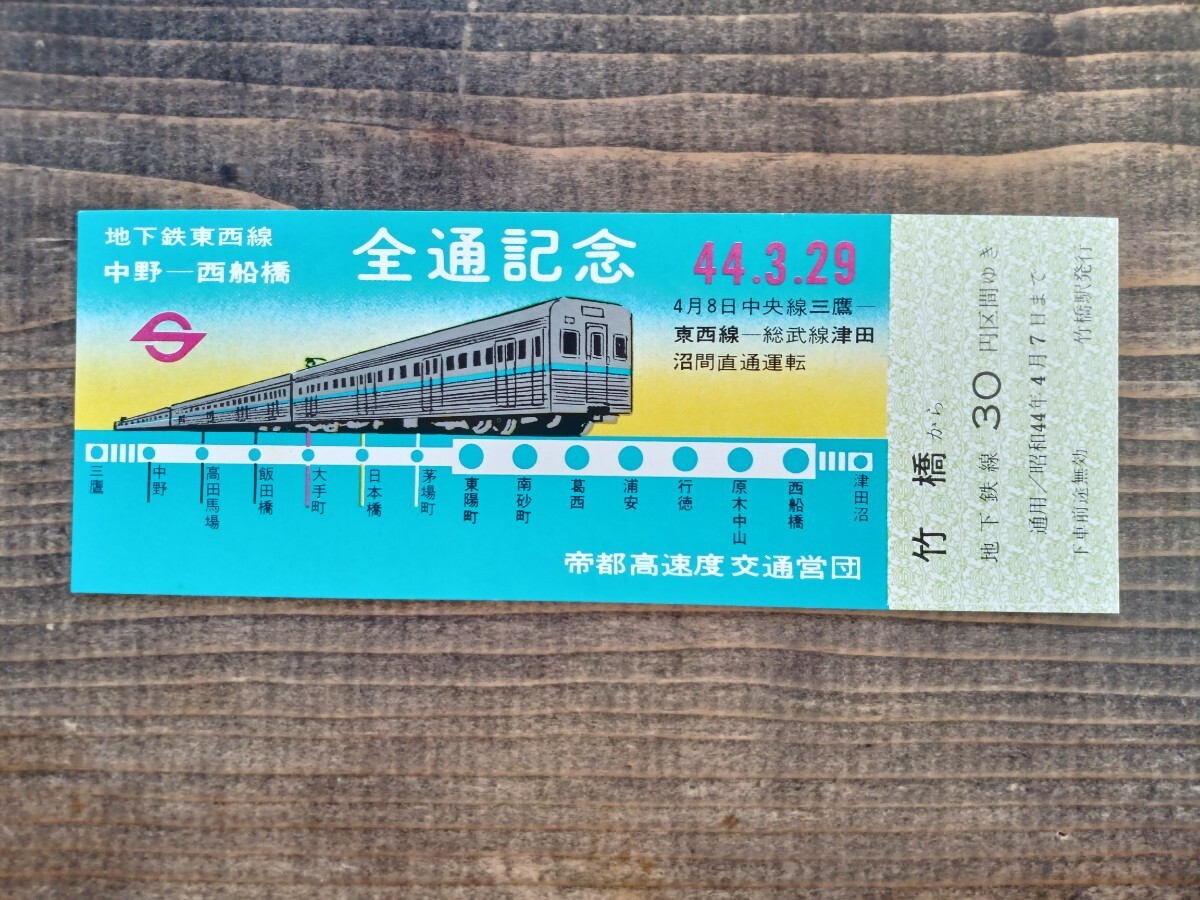 地下鉄東西線
中野—西船橋
全通記念
44.3.29
4月8日中央線三鷹—
東西線—総武線津田
沼間直通運転
三鷹
中野
高田馬場
飯田橋
大手町
日本橋
茅場町
東陽町
南砂町
葛西
浦安
行徳
原木中山
西船橋
津田沼
帝都高速度交通営団
竹橋から
地下鉄線30円区間ゆき
通用/昭和44年4月7日まで
下車前途無効 竹橋駅発行